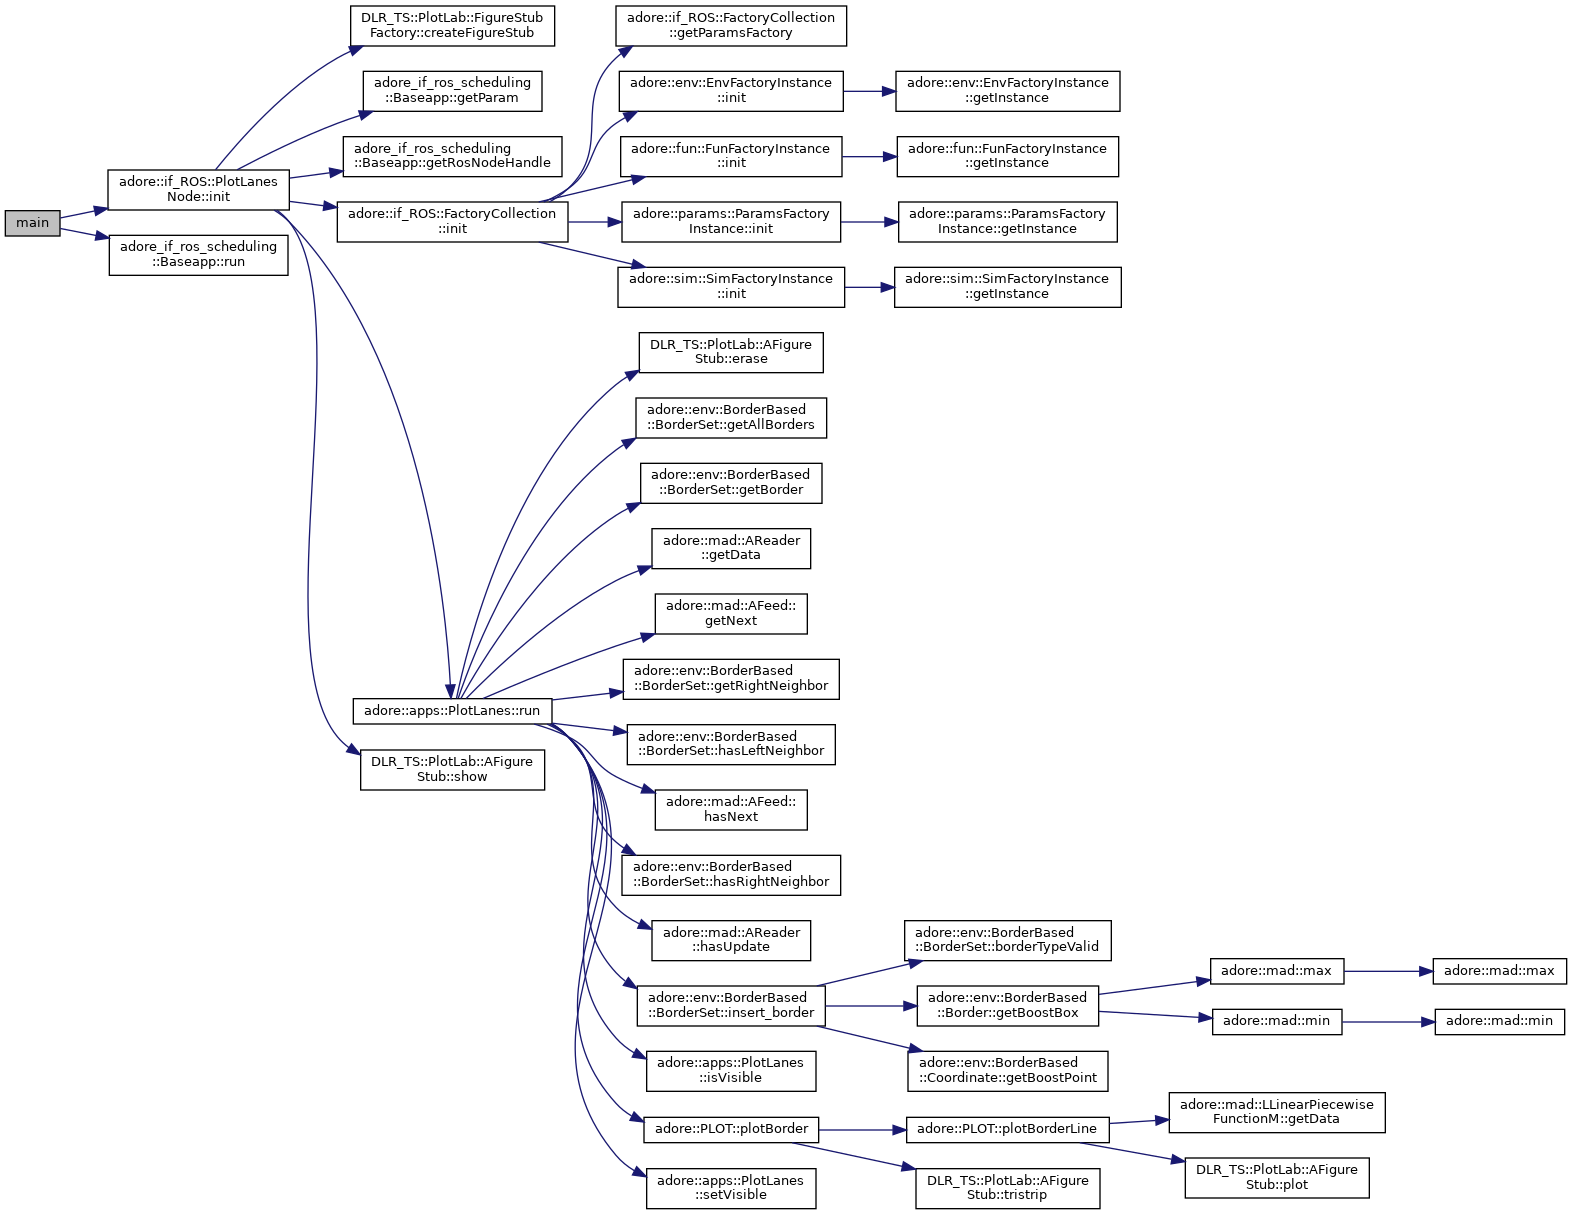 main
adore::if_ROS::PlotLanes
Node::init
adore_if_ros_scheduling
::Baseapp::run
DLR_TS::PlotLab::FigureStub
Factory::createFigureStub
adore_if_ros_scheduling
::Baseapp::getParam
adore_if_ros_scheduling
::Baseapp::getRosNodeHandle
adore::if_ROS::FactoryCollection
::init
adore::apps::PlotLanes::run
DLR_TS::PlotLab::AFigure
Stub::show
adore::if_ROS::FactoryCollection
::getParamsFactory
adore::env::EnvFactoryInstance
::init
adore::fun::FunFactoryInstance
::init
adore::params::ParamsFactory
Instance::init
adore::sim::SimFactoryInstance
::init
adore::env::EnvFactoryInstance
::getInstance
adore::fun::FunFactoryInstance
::getInstance
adore::params::ParamsFactory
Instance::getInstance
adore::sim::SimFactoryInstance
::getInstance
DLR_TS::PlotLab::AFigure
Stub::erase
adore::env::BorderBased
::BorderSet::getAllBorders
adore::env::BorderBased
::BorderSet::getBorder
adore::mad::AReader
::getData
adore::mad::AFeed::
getNext
adore::env::BorderBased
::BorderSet::getRightNeighbor
adore::env::BorderBased
::BorderSet::hasLeftNeighbor
adore::mad::AFeed::
hasNext
adore::env::BorderBased
::BorderSet::hasRightNeighbor
adore::mad::AReader
::hasUpdate
adore::env::BorderBased
::BorderSet::insert_border
adore::apps::PlotLanes
::isVisible
adore::PLOT::plotBorder
adore::apps::PlotLanes
::setVisible
adore::env::BorderBased
::BorderSet::borderTypeValid
adore::env::BorderBased
::Border::getBoostBox
adore::env::BorderBased
::Coordinate::getBoostPoint
adore::PLOT::plotBorderLine
DLR_TS::PlotLab::AFigure
Stub::tristrip
adore::mad::max
adore::mad::min
adore::mad::max
adore::mad::min
adore::mad::LLinearPiecewise
FunctionM::getData
DLR_TS::PlotLab::AFigure
Stub::plot